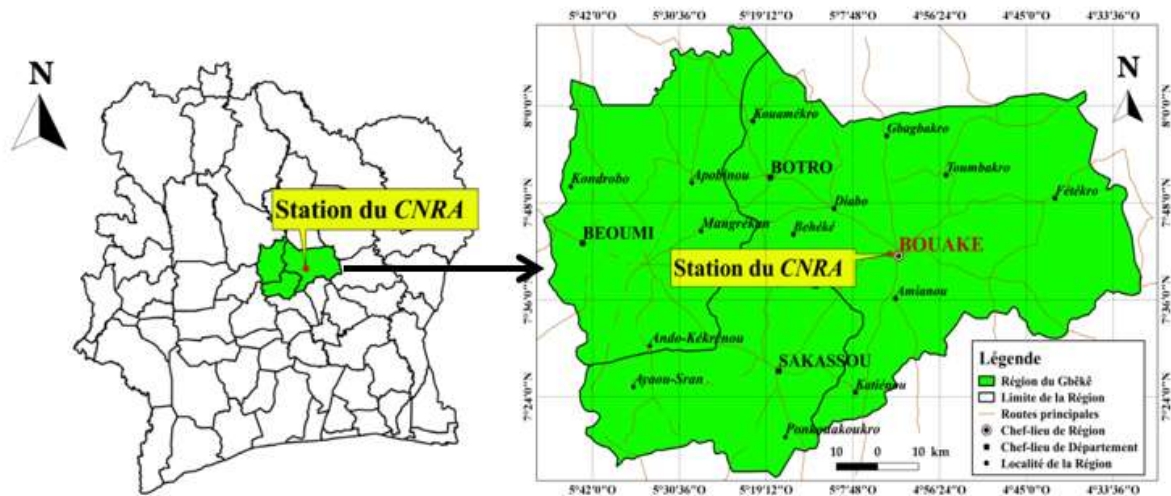 N
Station du CNRA
5°42'0"O 5°30'36"O 5°19'12"O 5°7'48"O 4°56'24"O 4°45'0"O 4°33'36"O
8°0'0"N
7°48'0"N
7°36'0"N
7°24'0"N
8°0'0"N
7°48'0"N
7°36'0"N
7°24'0"N
N
Kouamékro
Gbagbakro
Kondrobo
Apobinou
BOTRO
Toumbakro
Fétékro
Diabo
Mangrékan
Behéké
BEOUMI
BOUAKE
Station du CNRA
Amianou
Ando-Kékrénou
SAKASSOU
Ayaou-Sran
Katiénou
Ponkouakoukro
Légende
Région du Gbêkê
Limite de la Région
Routes principales
Chef-lieu de Région
Chef-lieu de Département
Localité de la Région
10 0 10 km
5°42'0"O 5°30'36"O 5°19'12"O 5°7'48"O 4°56'24"O 4°45'0"O 4°33'36"O